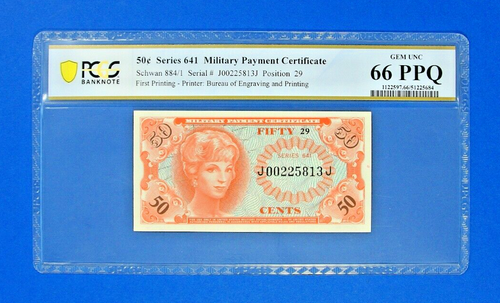 PCGS
BANKNOTE
50¢ Series 641 Military Payment Certificate
Schwan 884/1 Serial # J00225813J Position 29
First Printing - Printer: Bureau of Engraving and Printing
GEM UNC
66 PPQ
1122597.66/51225684
MILITARY PAYMENT CERTIFICATE
50
FIFTY 29
50
SERIES 641
J00225813J
50
CENTS
50